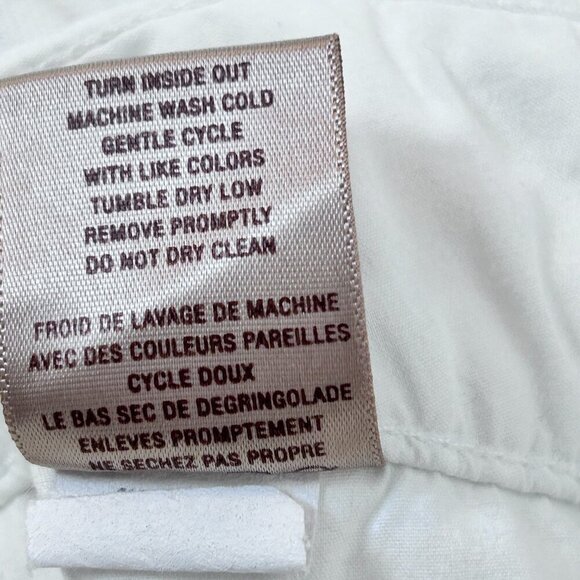 TURN INSIDE OUT
MACHINE WASH COLD
GENTLE CYCLE
WITH LIKE COLORS
TUMBLE DRY LOW
REMOVE PROMPTLY
DO NOT DRY CLEAN
FROID DE LAVAGE DE MACHINE
AVEC DES COULEURS PAREILLES
CYCLE DOUX
LE BAS SEC DE DEGRINGOLADE
ENLEVES PROMPTEMENT
NE SECHEZ PAS PROPRE